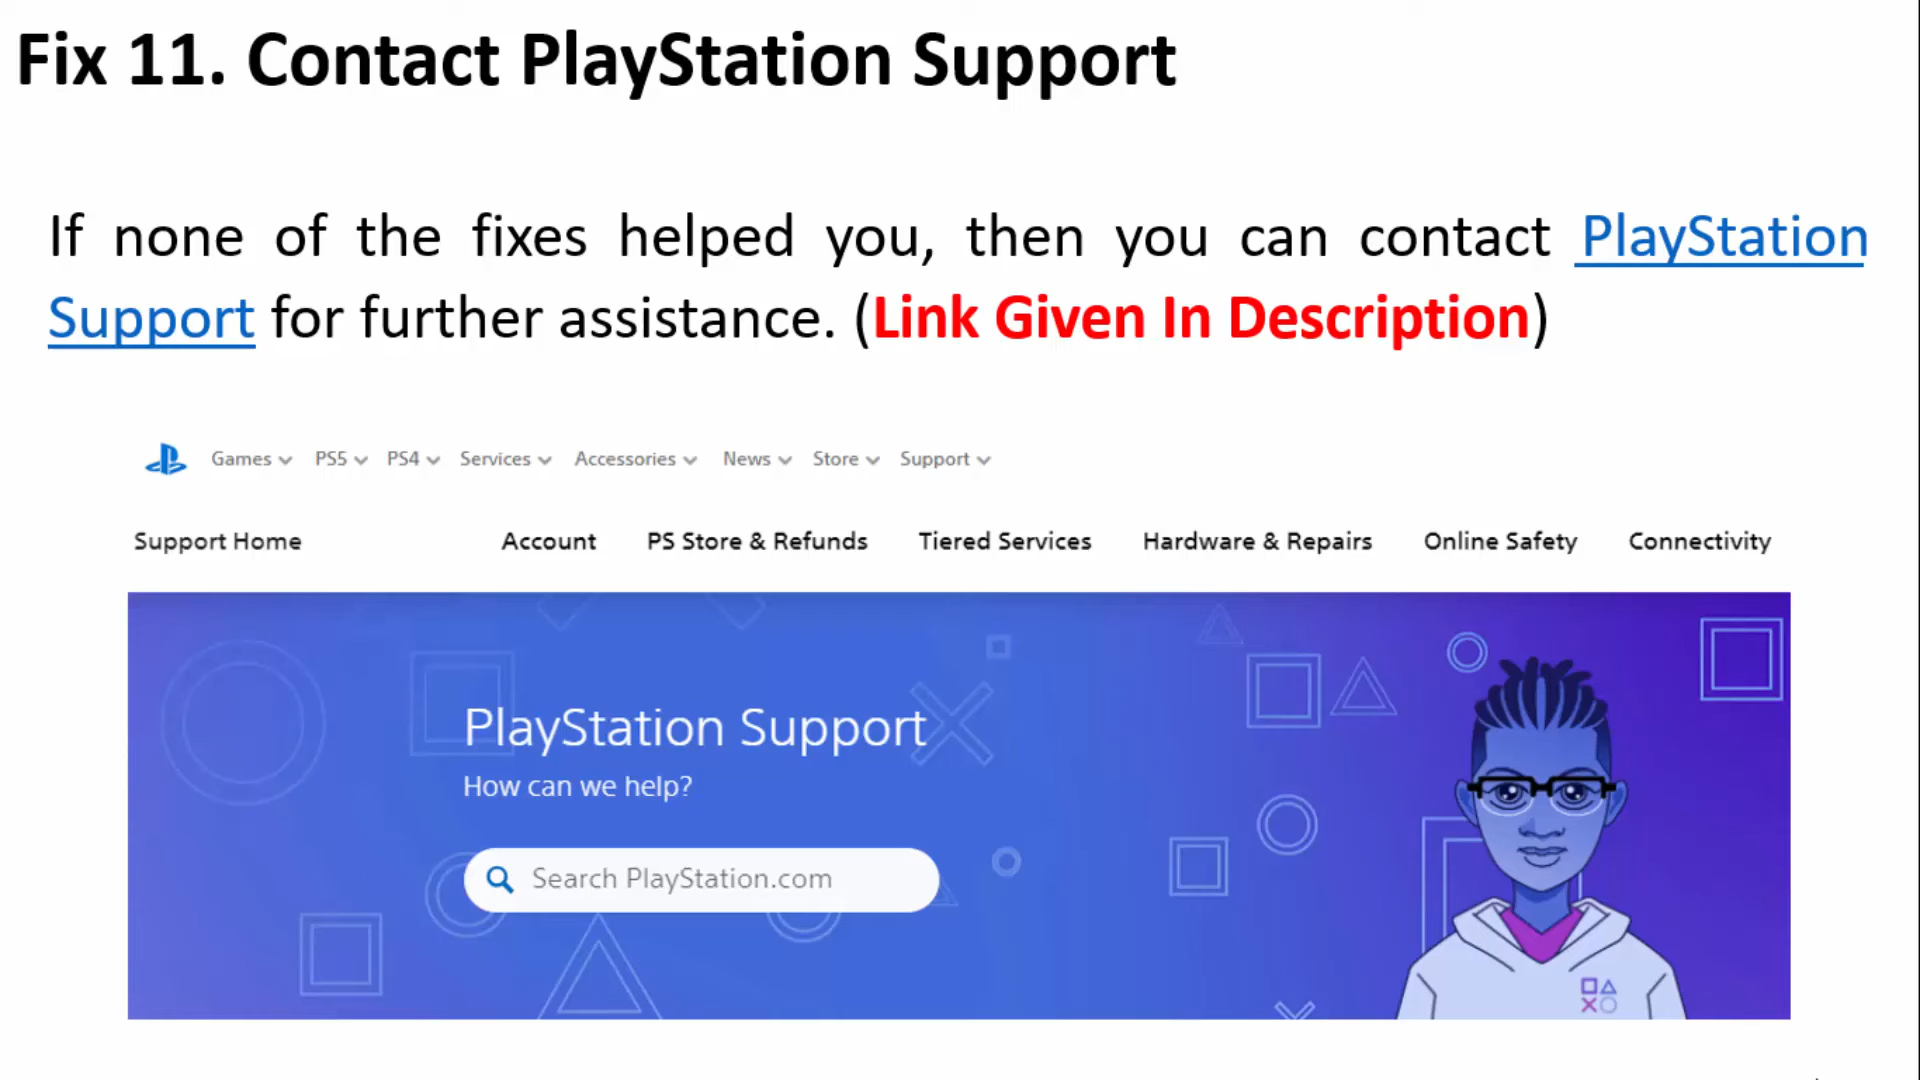 Fix 11. Contact PlayStation Support
If none of the fixes helped you, then you can contact PlayStation
Support for further assistance. (Link Given In Description)
Games PS5 PS4 Services Accessories News Store Support
Support Home Account PS Store & Refunds Tiered Services Hardware & Repairs Online Safety Connectivity
PlayStation Support
How can we help?
Search PlayStation.com